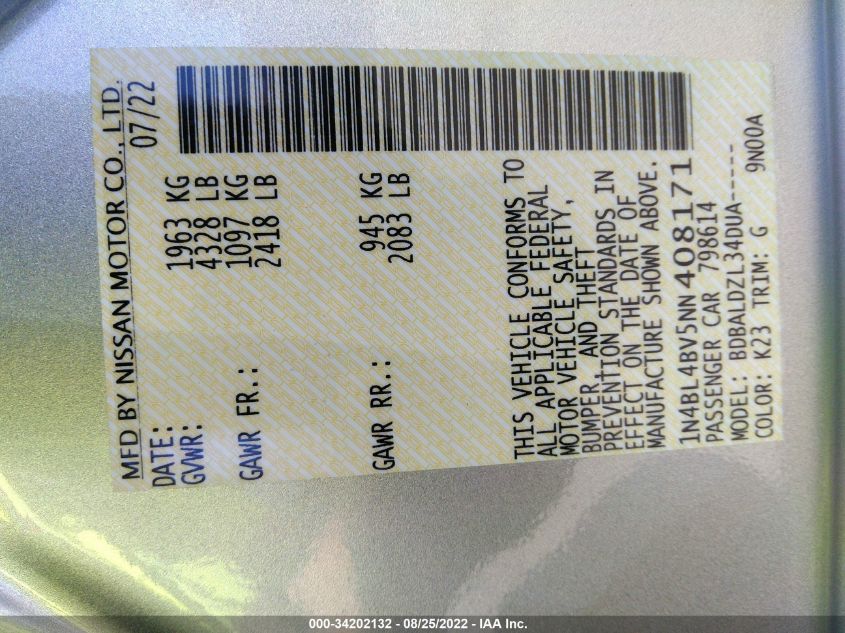 MFD BY NISSAN MOTOR CO., LTD.
DATE: 07/22
GVWR: 1963 KG
4328 LB
GAWR FR.: 1097 KG
2418 LB
GAWR RR.: 945 KG
2083 LB
THIS VEHICLE CONFORMS TO
ALL APPLICABLE FEDERAL
MOTOR VEHICLE SAFETY,
BUMPER, AND THEFT
PREVENTION STANDARDS IN
EFFECT ON THE DATE OF
MANUFACTURE SHOWN ABOVE.
1N4BL4BV5NN408171
PASSENGER CAR 798614
MODEL: BDBALDZL34DUA-----
COLOR: K23 TRIM: G 9N00A
000-34202132 - 08/25/2022 - IAA Inc.